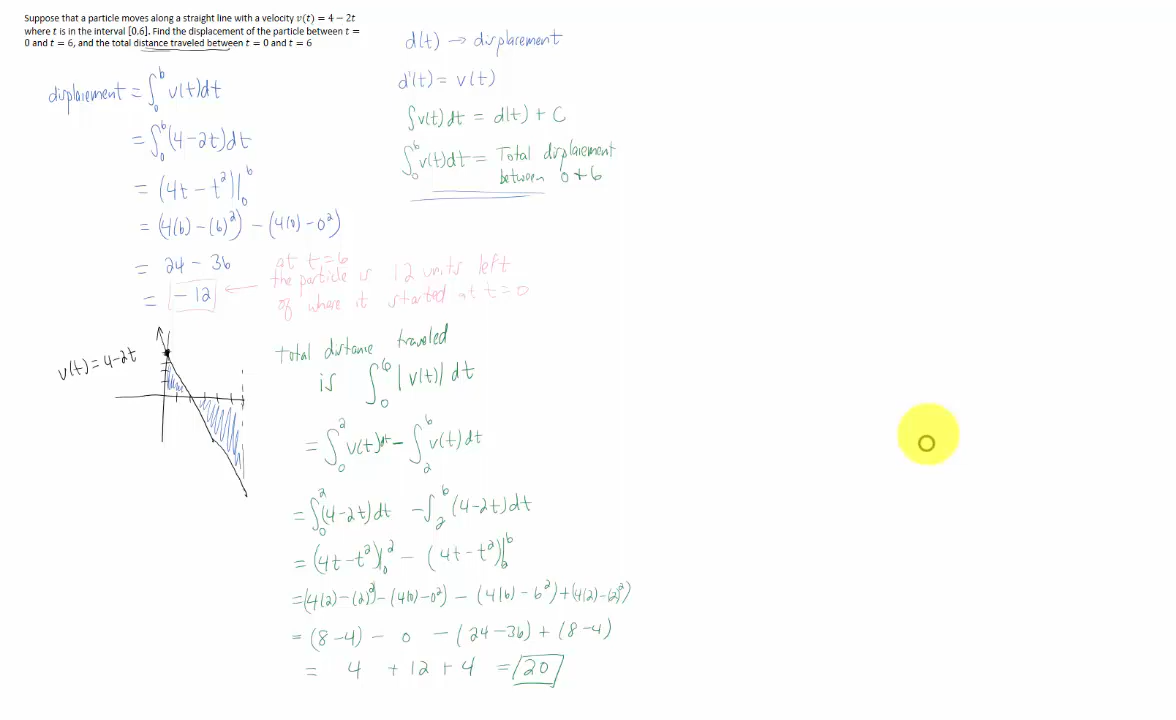 Suppose that a particle moves along a straight line with a velocity v(t) = 4 − 2t
where t is in the interval [0.6]. Find the displacement of the particle between t =
0 and t = 6, and the total distance traveled between t = 0 and t = 6
d(t) → displacement
d'(t) = v(t)
∫v(t)dt = d(t) + C
∫₀⁶ v(t)dt = Total displacement
between 0 + 6
displacement = ∫₀⁶ v(t)dt
= ∫₀⁶ (4−2t)dt
= (4t − t²)|₀⁶
= (4(6) − (6)²) − (4(0) − 0²)
= 24 − 36
= −12
at t=6
the particle is 12 units left
of where it started at t=0
v(t) = 4−2t
Total distance traveled
is ∫₀⁶ |v(t)| dt
= ∫₀² v(t)dt − ∫₂⁶ v(t)dt
= ∫₀² (4−2t)dt − ∫₂⁶ (4−2t)dt
= (4t − t²)|₀² − (4t − t²)|₂⁶
= (4(2) − (2)²) − (4(0) − 0²) − (4(6) − 6²) + (4(2) − (2)²)
= (8−4) − 0 − (24−36) + (8−4)
= 4 + 12 + 4 = 20